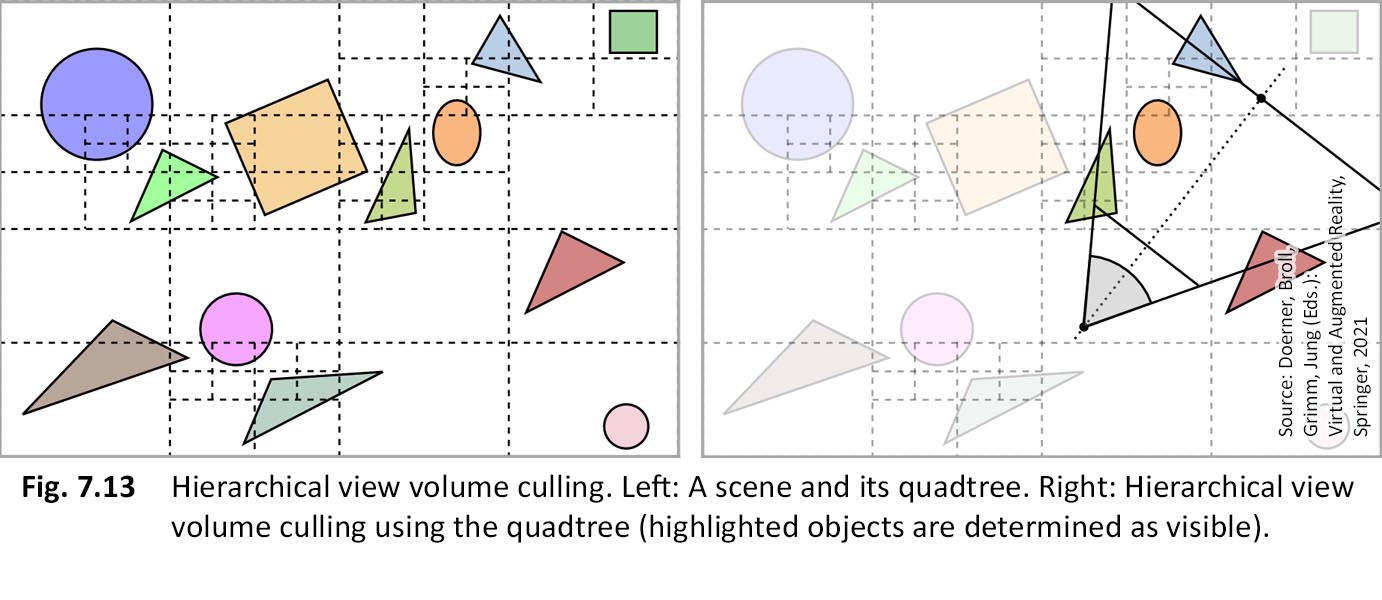 Source: Doerner, Broll,
Grimm, Jung (Eds.):
Virtual and Augmented Reality,
Springer, 2021
Fig. 7.13 Hierarchical view volume culling. Left: A scene and its quadtree. Right: Hierarchical view
volume culling using the quadtree (highlighted objects are determined as visible).